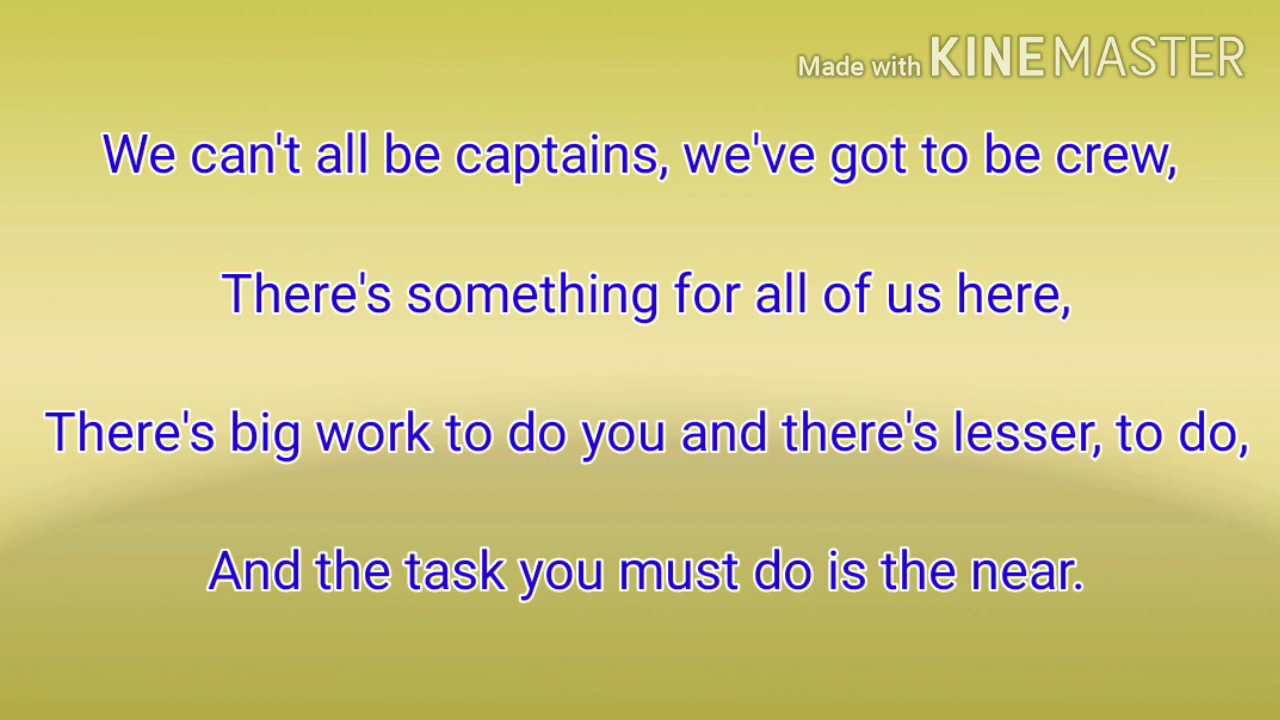 Made with KINEMASTER
We can't all be captains, we've got to be crew,
There's something for all of us here,
There's big work to do you and there's lesser, to do,
And the task you must do is the near.